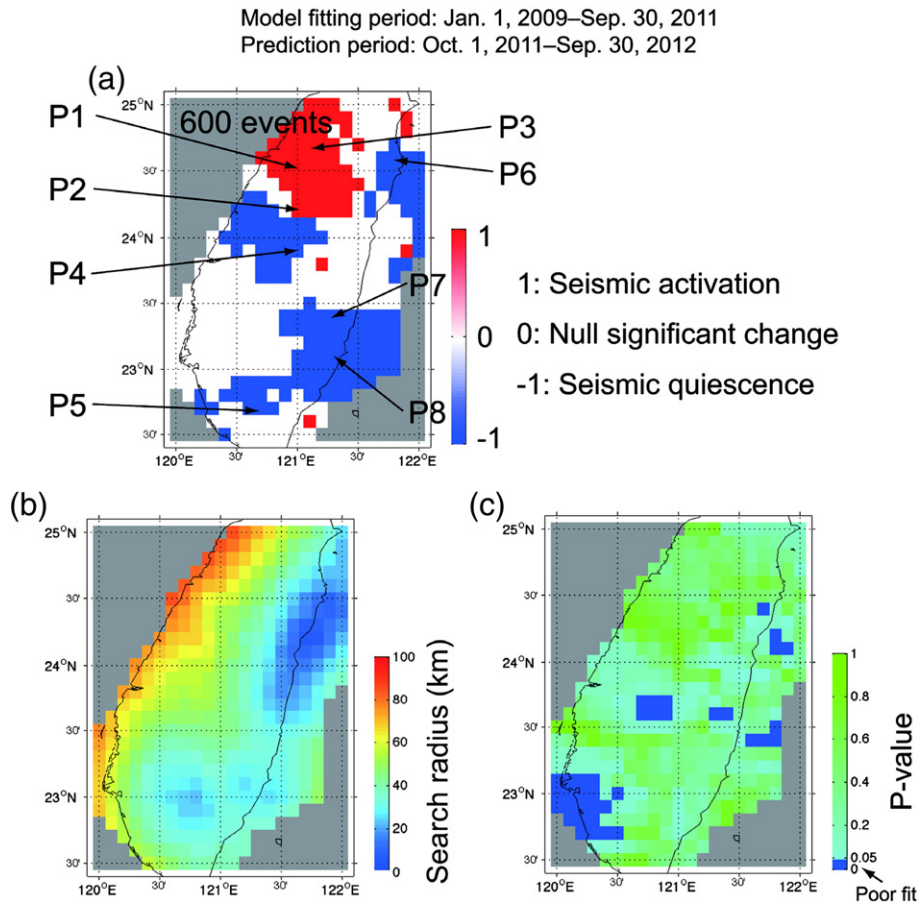 Model fitting period: Jan. 1, 2009–Sep. 30, 2011
Prediction period: Oct. 1, 2011–Sep. 30, 2012
(a)
25°N
600 events
P1
P3
P6
30'
P2
24°N
P4
P7
30'
23°N
P5
P8
30'
120°E
30'
121°E
30'
122°E
1
0
-1
1: Seismic activation
0: Null significant change
-1: Seismic quiescence
(b)
25°N
30'
24°N
30'
23°N
30'
120°E
30'
121°E
30'
122°E
100
80
60
40
20
0
Search radius (km)
(c)
25°N
30'
24°N
30'
23°N
30'
120°E
30'
121°E
30'
122°E
1
0.8
0.6
0.4
0.2
0.05
0
P-value
Poor fit